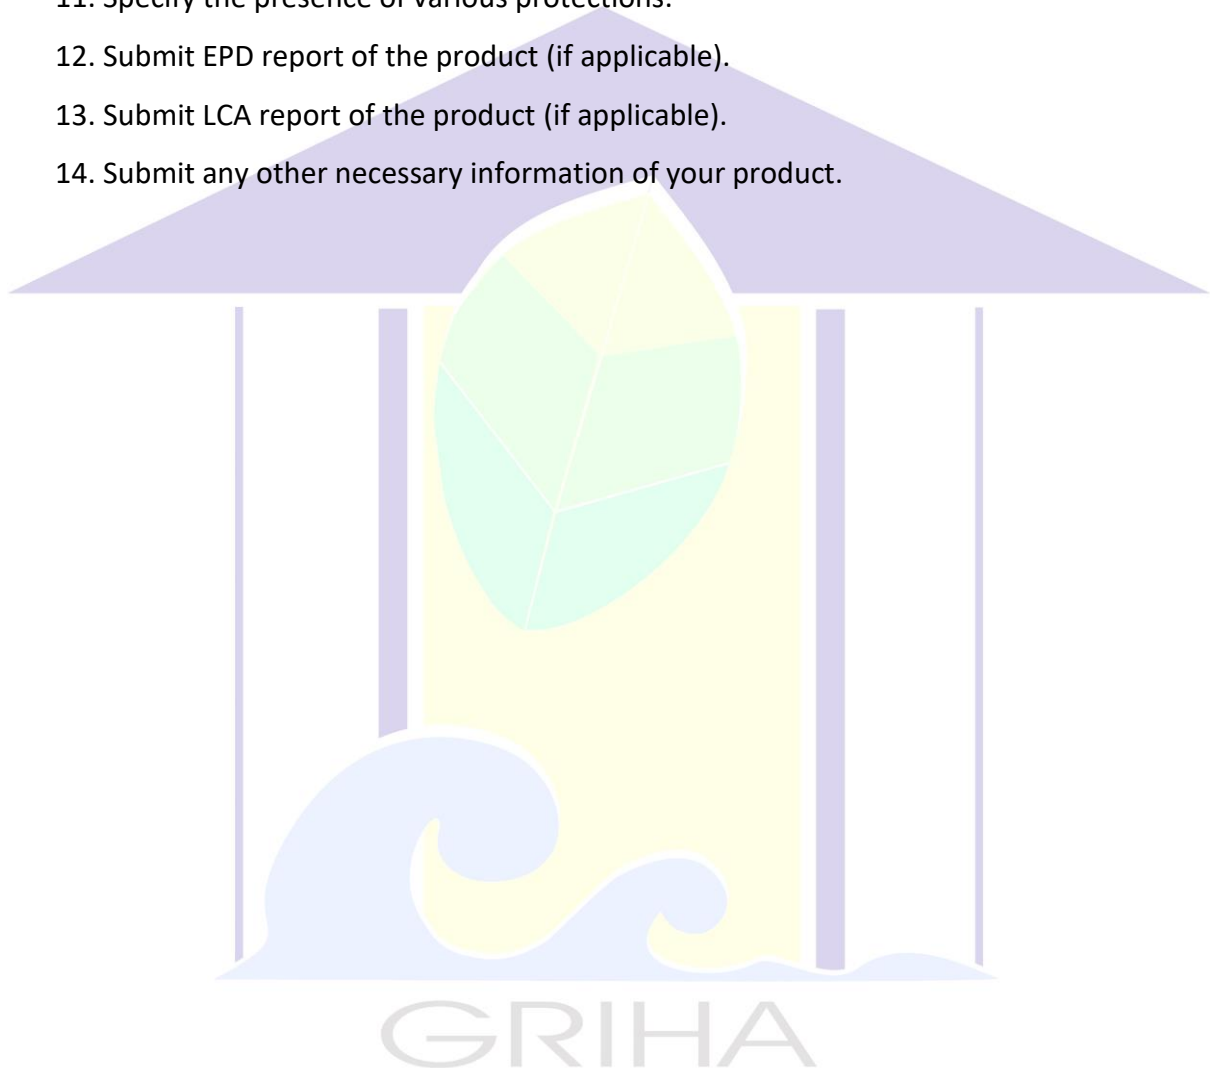 11. Specify the presence of various protections.
12. Submit EPD report of the product (if applicable).
13. Submit LCA report of the product (if applicable).
14. Submit any other necessary information of your product.
GRIHA